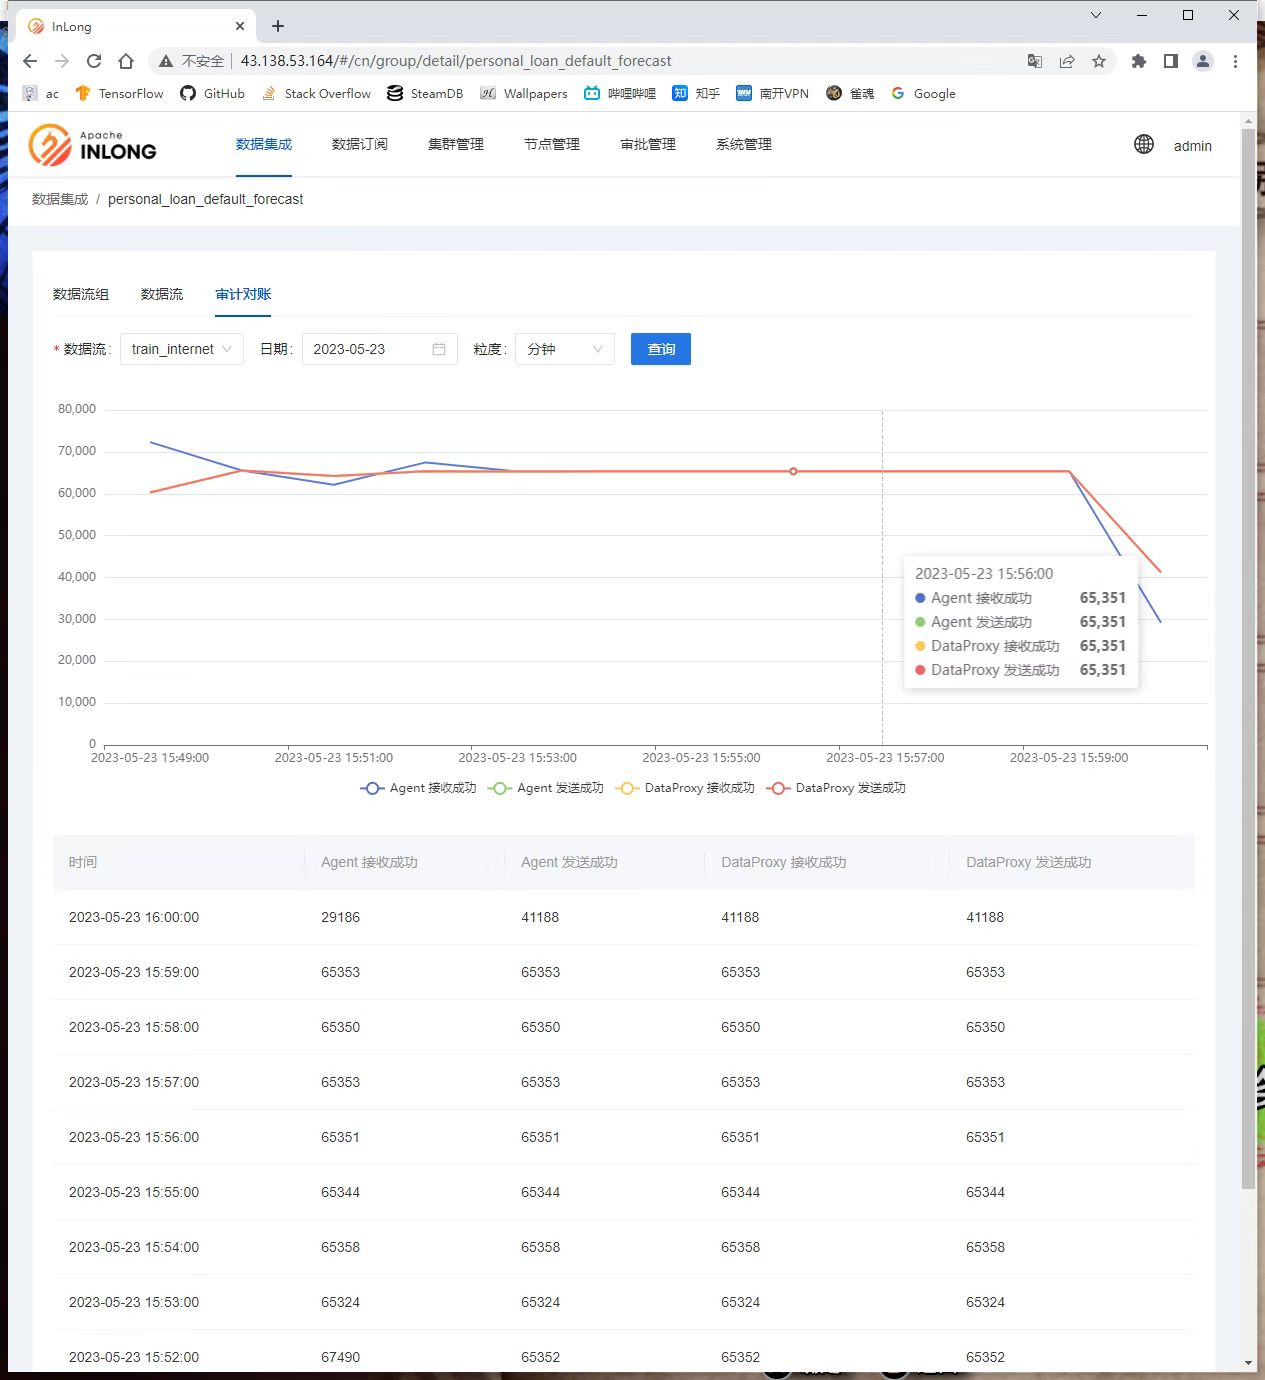 InLong
不安全 43.138.53.164/#/cn/group/detail/personal_loan_default_forecast
ac TensorFlow GitHub Stack Overflow SteamDB Wallpapers 哔哩哔哩 知 知乎 南开VPN 雀魂 Google
Apache
INLONG
数据集成 数据订阅 集群管理 节点管理 审批管理 系统管理 admin
数据集成 / personal_loan_default_forecast
数据流组 数据流 审计对账
* 数据流: train_internet 日期: 2023-05-23 粒度: 分钟 查询
80,000
70,000
60,000
50,000
40,000
30,000
20,000
10,000
0
2023-05-23 15:56:00
Agent 接收成功 65,351
Agent 发送成功 65,351
DataProxy 接收成功 65,351
DataProxy 发送成功 65,351
2023-05-23 15:49:00 2023-05-23 15:51:00 2023-05-23 15:53:00 2023-05-23 15:55:00 2023-05-23 15:57:00 2023-05-23 15:59:00
Agent 接收成功 Agent 发送成功 DataProxy 接收成功 DataProxy 发送成功
时间 Agent 接收成功 Agent 发送成功 DataProxy 接收成功 DataProxy 发送成功
2023-05-23 16:00:00 29186 41188 41188 41188
2023-05-23 15:59:00 65353 65353 65353 65353
2023-05-23 15:58:00 65350 65350 65350 65350
2023-05-23 15:57:00 65353 65353 65353 65353
2023-05-23 15:56:00 65351 65351 65351 65351
2023-05-23 15:55:00 65344 65344 65344 65344
2023-05-23 15:54:00 65358 65358 65358 65358
2023-05-23 15:53:00 65324 65324 65324 65324
2023-05-23 15:52:00 67490 65352 65352 65352